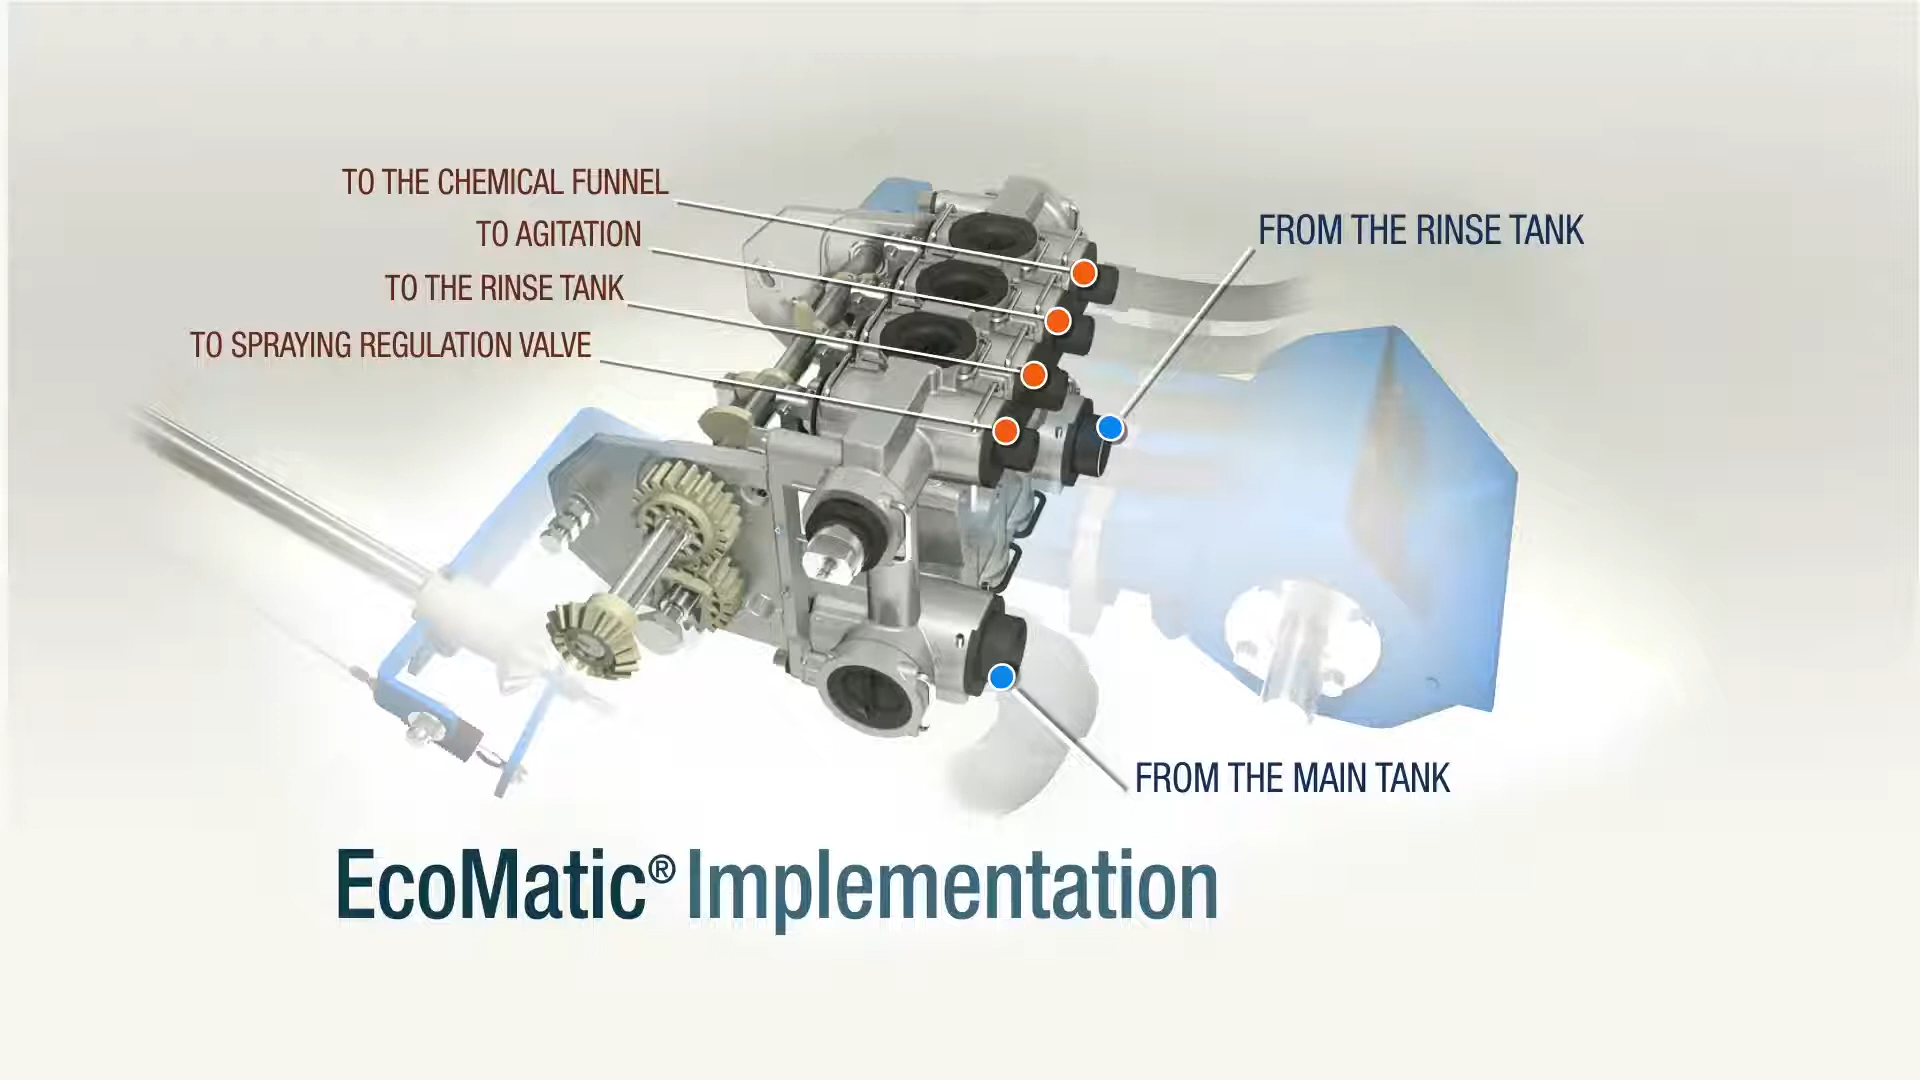 TO THE CHEMICAL FUNNEL
TO AGITATION
TO THE RINSE TANK
TO SPRAYING REGULATION VALVE
FROM THE RINSE TANK
FROM THE MAIN TANK
EcoMatic® Implementation